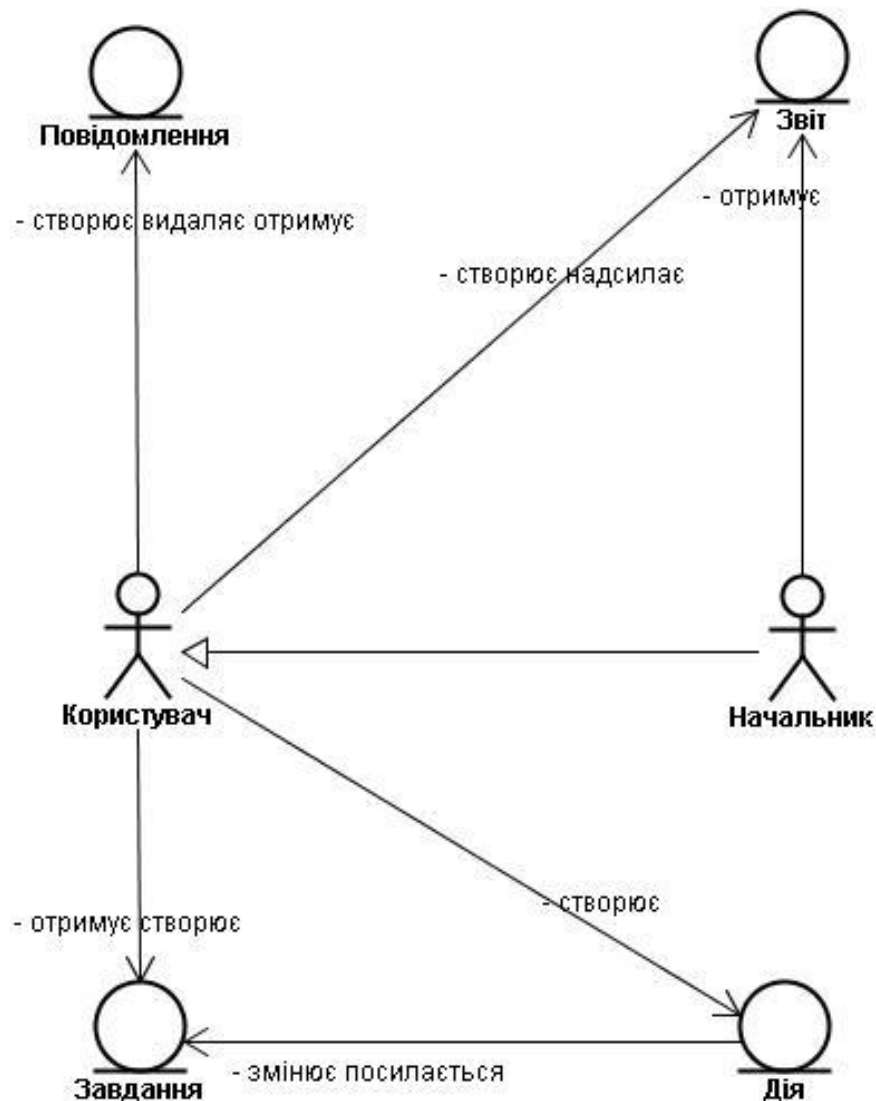 Повідомлення
Звіт
- отримує
- створює видаляє отримує
- створює надсилає
Користувач
Начальник
- створює
- отримує створює
- змінює посилається
Завдання
Дія